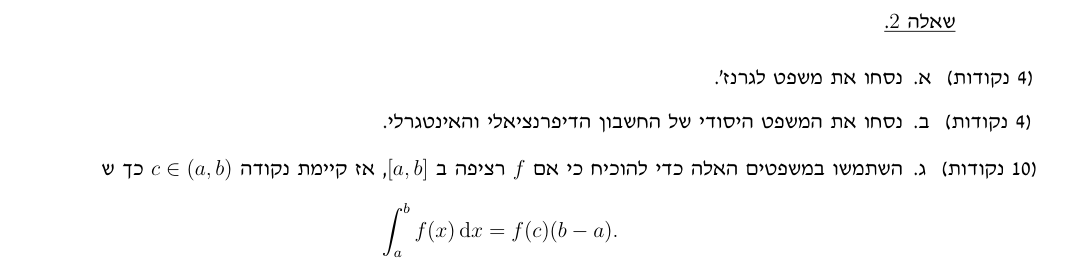 שאלה 2.
(4 נקודות) א. נסחו את משפט לגרנז'.
(4 נקודות) ב. נסחו את המשפט היסודי של החשבון הדיפרנציאלי והאינטגרלי.
(10 נקודות) ג. השתמשו במשפטים האלה כדי להוכיח כי אם f רציפה ב [a, b], אז קיימת נקודה c ∈ (a, b) כך ש
∫_a^b f(x) dx = f(c)(b − a).